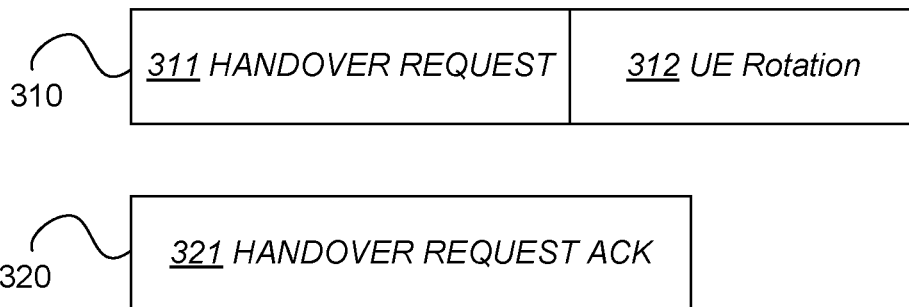 311 HANDOVER REQUEST 312 UE Rotation
310
321 HANDOVER REQUEST ACK
320